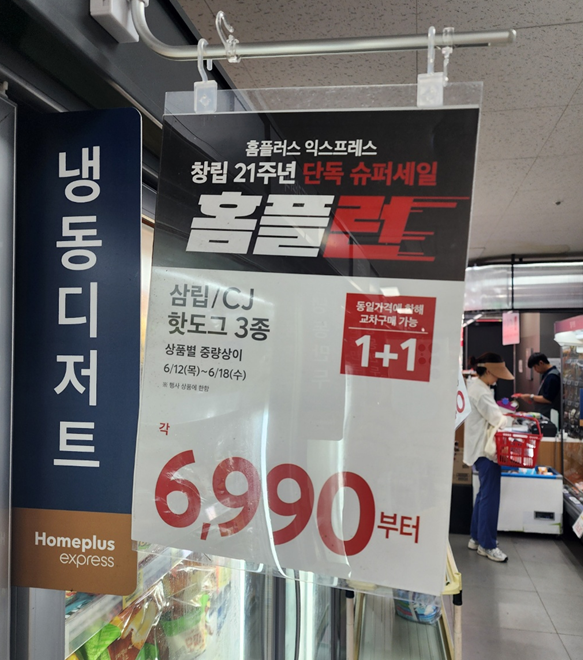 냉동디저트
Homeplus
express
홈플러스 익스프레스
창립 21주년 단독 슈퍼세일
홈플런
삼립/CJ
핫도그 3종
상품별 중량상이
6/12(목)~6/18(수)
※ 행사 상품에 한함
동일가격에 한해
교차구매 가능
1+1
각
6,990부터